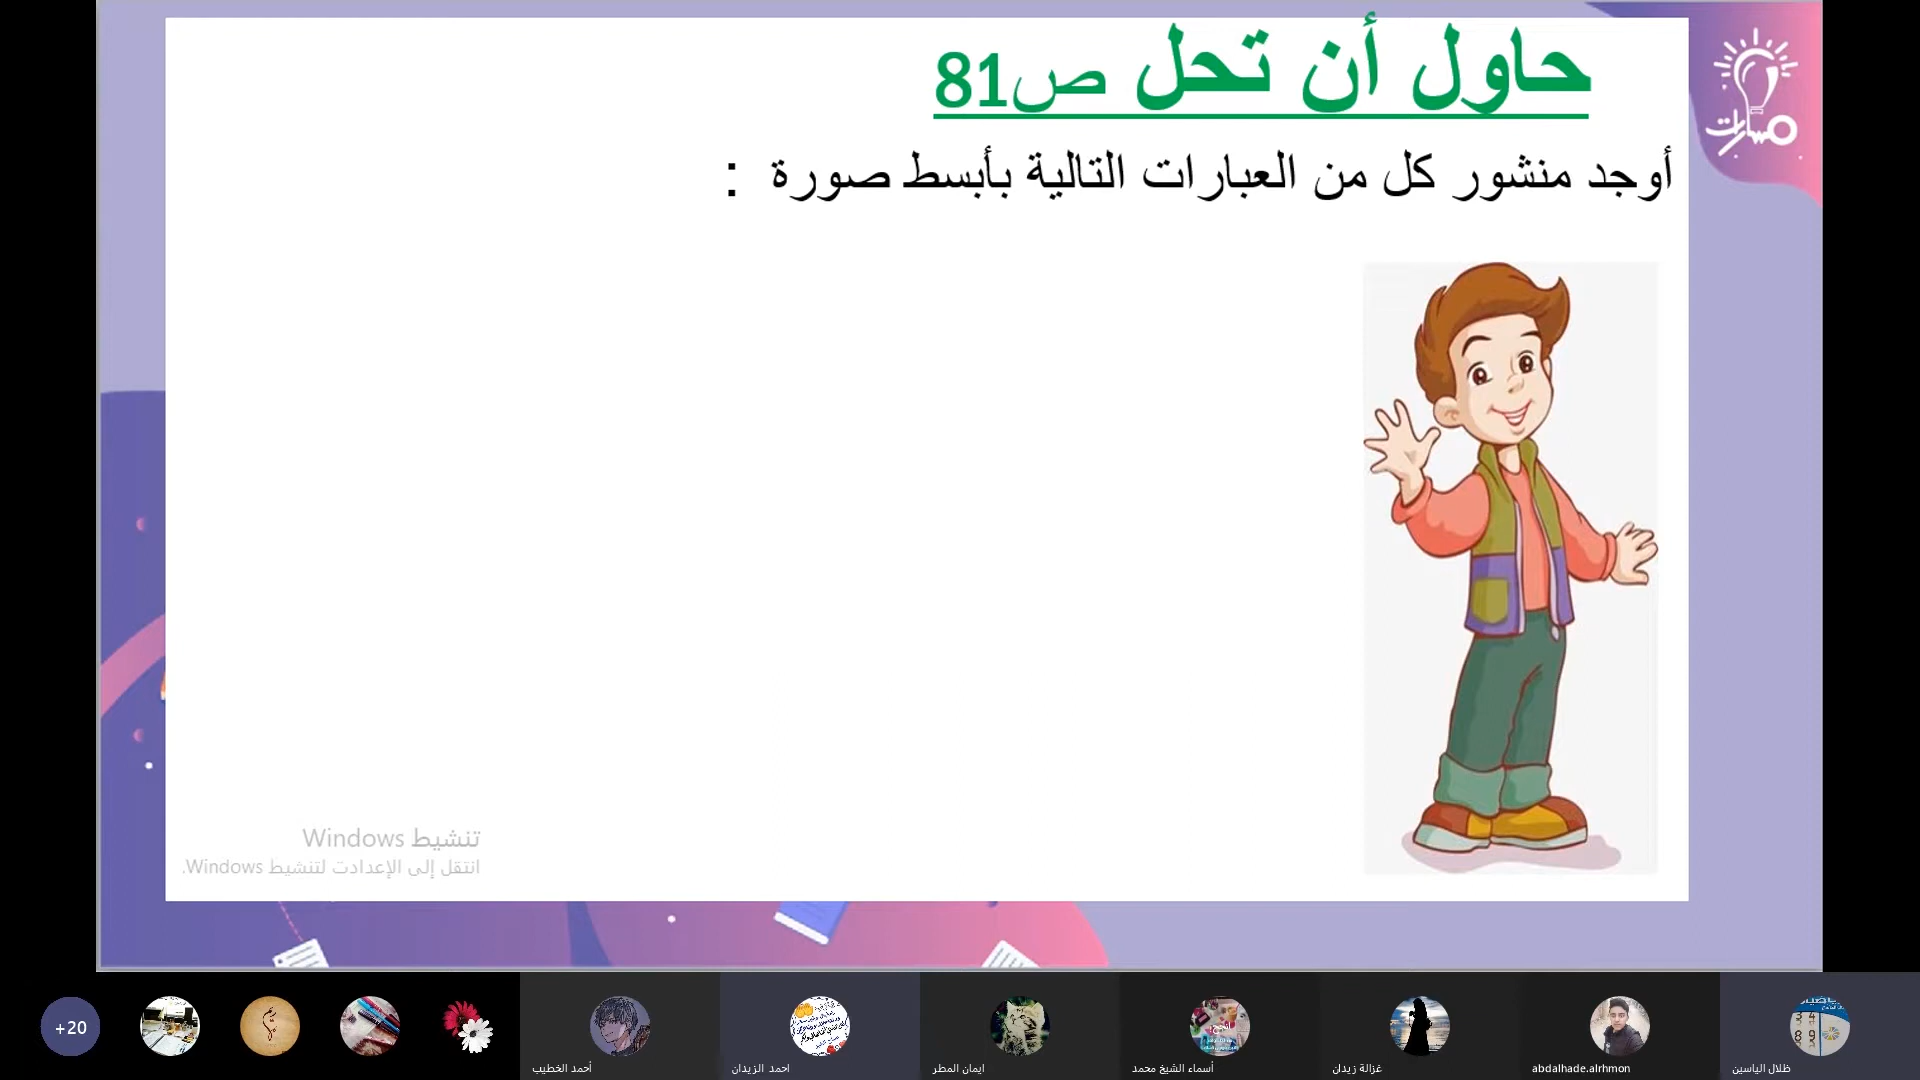 حاول أن تحل ص81
مسارات
أوجد منشور كل من العبارات التالية بأبسط صورة :
تنشيط Windows
انتقل إلى الإعدادت لتنشيط Windows.
+20
أحمد الخطيب
احمد الزيدان
ايمان المطر
أسماء الشيخ محمد
غزالة زيدان
abdalhade.alrhmon
ظلال الياسين